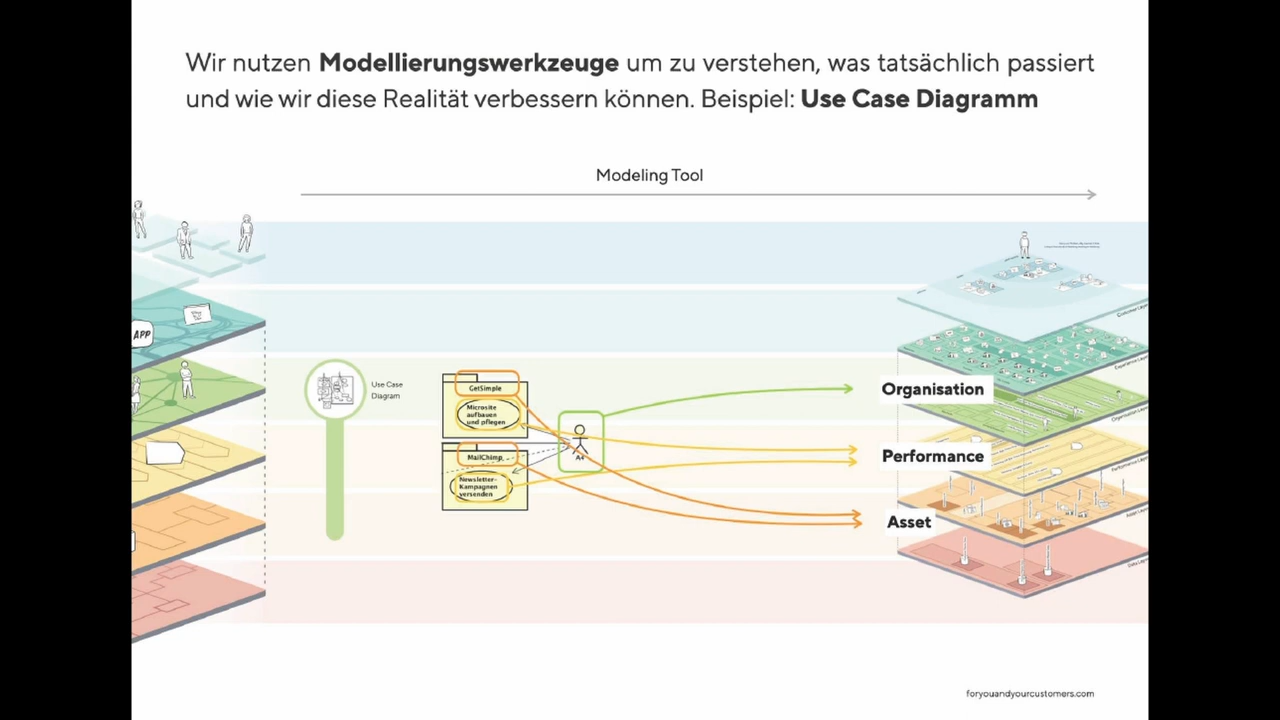 Wir nutzen Modellierungswerkzeuge um zu verstehen, was tatsächlich passiert
und wie wir diese Realität verbessern können. Beispiel: Use Case Diagramm
Modeling Tool
APP
Use Case
Diagram
GetSimple
Microsite
aufbauen
und pflegen
MailChimp
Newsletter-
Kampagnen
versenden
Organisation
Performance
Asset
foryouandyourcustomers.com